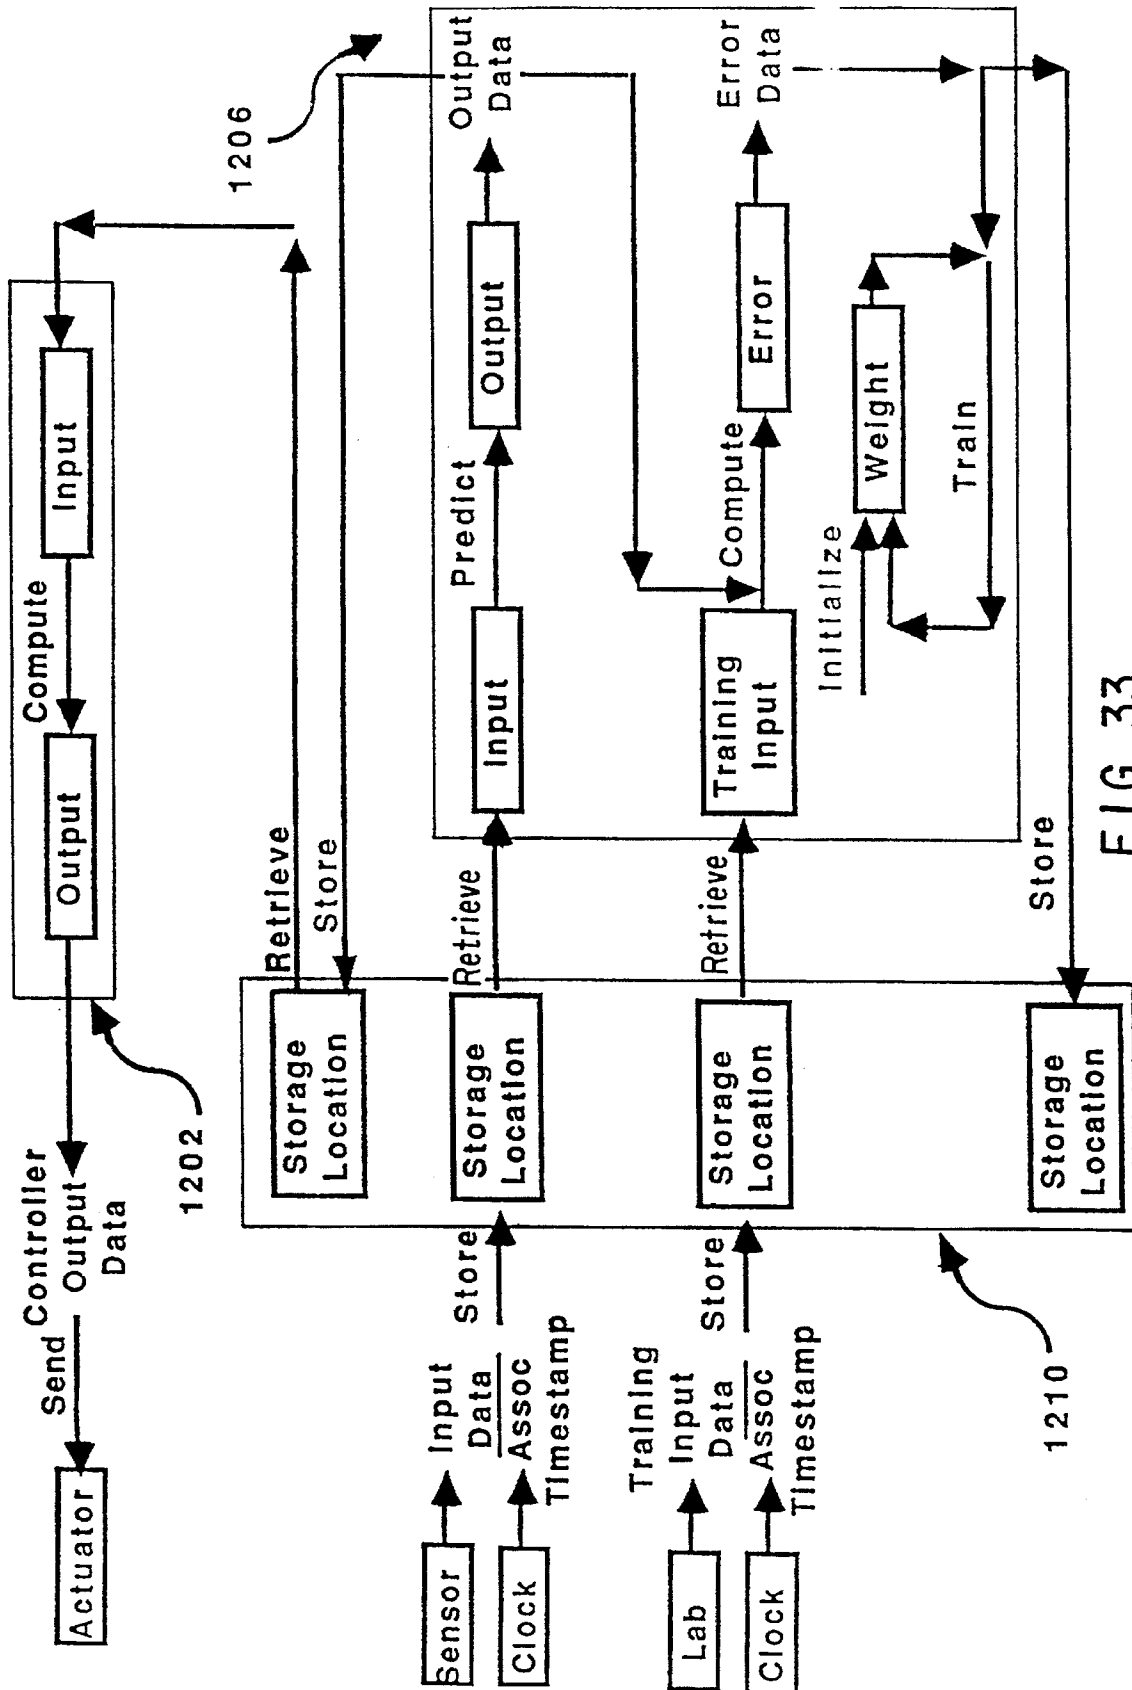 Actuator
Send
Controller
Output
Data
1202
Output
Compute
Input
1206
Retrieve
Store
Storage
Location
Sensor
Input
Data
Clock
Assoc
Timestamp
Store
Storage
Location
Retrieve
Input
Predict
Output
Output
Data
Lab
Training
Input
Data
Clock
Assoc
Timestamp
Store
Storage
Location
Retrieve
Training
Input
Compute
Error
Error
Data
Initialize
Weight
Train
Storage
Location
Store
1210
FIG 33